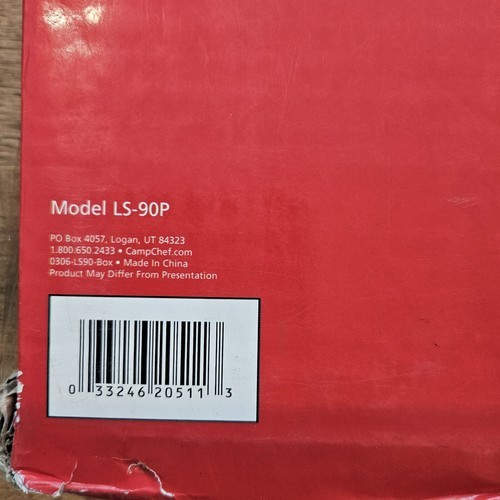 Model LS-90P
PO Box 4057, Logan, UT 84323
1.800.650.2433 • CampChef.com
0306-LS90-Box • Made In China
Product May Differ From Presentation
0 33246 20511 3